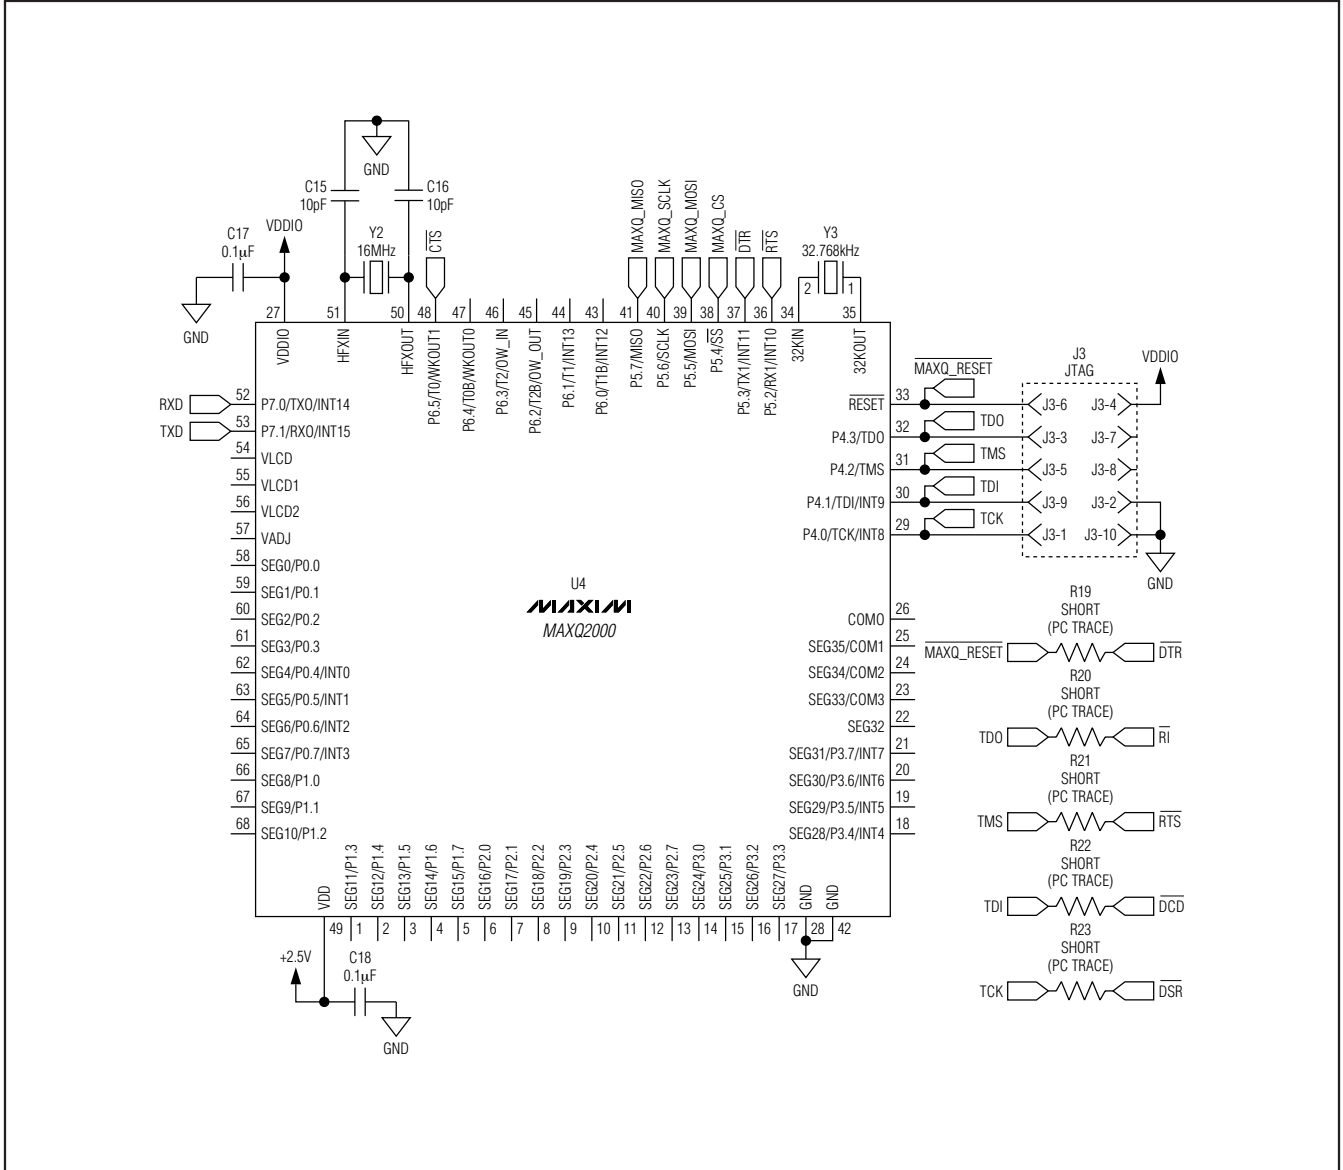 GND
C15
10pF
C16
10pF
C17
0.1µF
VDDIO
GND
Y2
16MHz
CTS
MAXQ_MISO
MAXQ_SCLK
MAXQ_MOSI
MAXQ_CS
DTR
RTS
Y3
32.768kHz
2
1
27
51
50
48
47
46
45
44
43
41
40
39
38
37
36
34
35
VDDIO
HFXIN
HFXOUT
P6.5/T0/WKOUT1
P6.4/T0B/WKOUT0
P6.3/T2/OW_IN
P6.2/T2B/OW_OUT
P6.1/T1/INT13
P6.0/T1B/INT12
P5.7/MISO
P5.6/SCLK
P5.5/MOSI
P5.4/SS
P5.3/TX1/INT11
P5.2/RX1/INT10
32KIN
32KOUT
RXD
52
P7.0/TXO/INT14
TXD
53
P7.1/RXO/INT15
54
VLCD
55
VLCD1
56
VLCD2
57
VADJ
58
SEG0/P0.0
59
SEG1/P0.1
60
SEG2/P0.2
61
SEG3/P0.3
62
SEG4/P0.4/INT0
63
SEG5/P0.5/INT1
64
SEG6/P0.6/INT2
65
SEG7/P0.7/INT3
66
SEG8/P1.0
67
SEG9/P1.1
68
SEG10/P1.2
U4
MAXIM
MAXQ2000
RESET
33
MAXQ_RESET
P4.3/TDO
32
TDO
P4.2/TMS
31
TMS
P4.1/TDI/INT9
30
TDI
P4.0/TCK/INT8
29
TCK
J3
JTAG
VDDIO
J3-6
J3-4
J3-3
J3-7
J3-5
J3-8
J3-9
J3-2
J3-1
J3-10
GND
COMO
26
SEG35/COM1
25
SEG34/COM2
24
SEG33/COM3
23
SEG32
22
SEG31/P3.7/INT7
21
SEG30/P3.6/INT6
20
SEG29/P3.5/INT5
19
SEG28/P3.4/INT4
18
R19
SHORT
(PC TRACE)
MAXQ_RESET
DTR
R20
SHORT
(PC TRACE)
TDO
RI
R21
SHORT
(PC TRACE)
TMS
RTS
R22
SHORT
(PC TRACE)
TDI
DCD
R23
SHORT
(PC TRACE)
TCK
DSR
VDD
SEG11/P1.3
SEG12/P1.4
SEG13/P1.5
SEG14/P1.6
SEG15/P1.7
SEG16/P2.0
SEG17/P2.1
SEG18/P2.2
SEG19/P2.3
SEG20/P2.4
SEG21/P2.5
SEG22/P2.6
SEG23/P2.7
SEG24/P3.0
SEG25/P3.1
SEG26/P3.2
SEG27/P3.3
GND
GND
49
1
2
3
4
5
6
7
8
9
10
11
12
13
14
15
16
17
28
42
+2.5V
C18
0.1µF
GND
GND